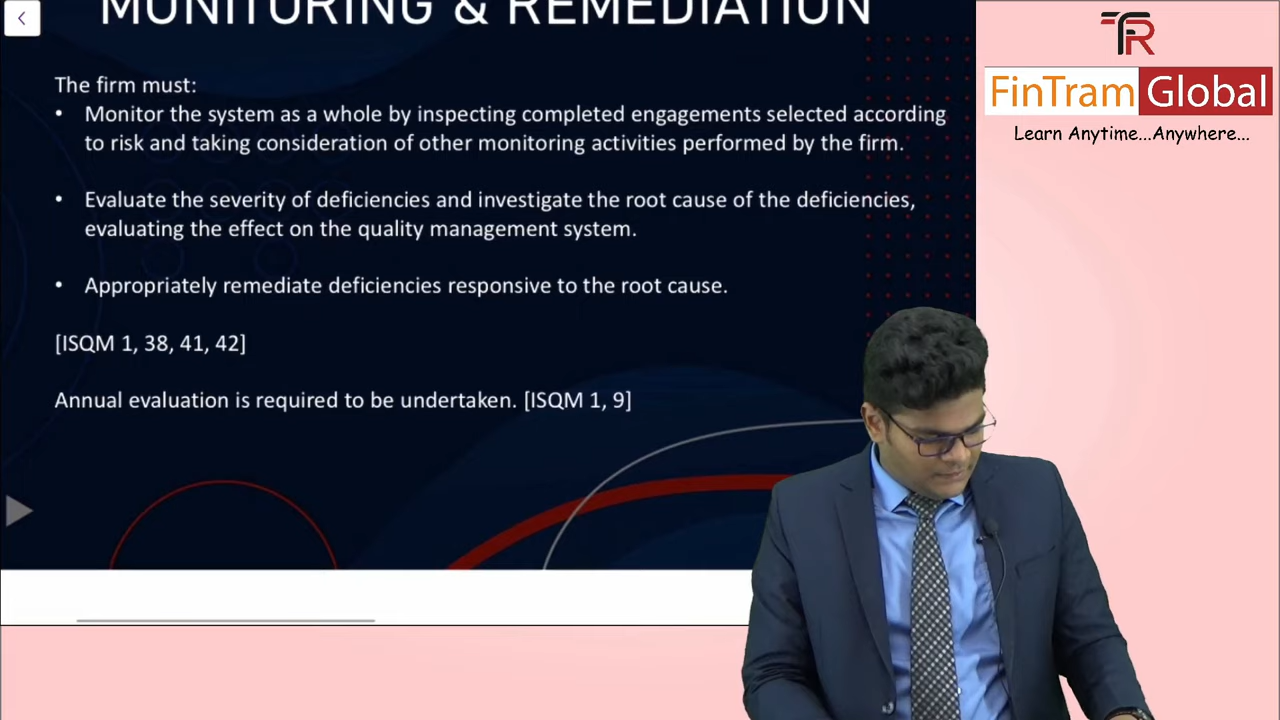 MONITORING & REMEDIATION
The firm must:
• Monitor the system as a whole by inspecting completed engagements selected according
to risk and taking consideration of other monitoring activities performed by the firm.
• Evaluate the severity of deficiencies and investigate the root cause of the deficiencies,
evaluating the effect on the quality management system.
• Appropriately remediate deficiencies responsive to the root cause.
[ISQM 1, 38, 41, 42]
Annual evaluation is required to be undertaken. [ISQM 1, 9]
FinTram Global
Learn Anytime...Anywhere...